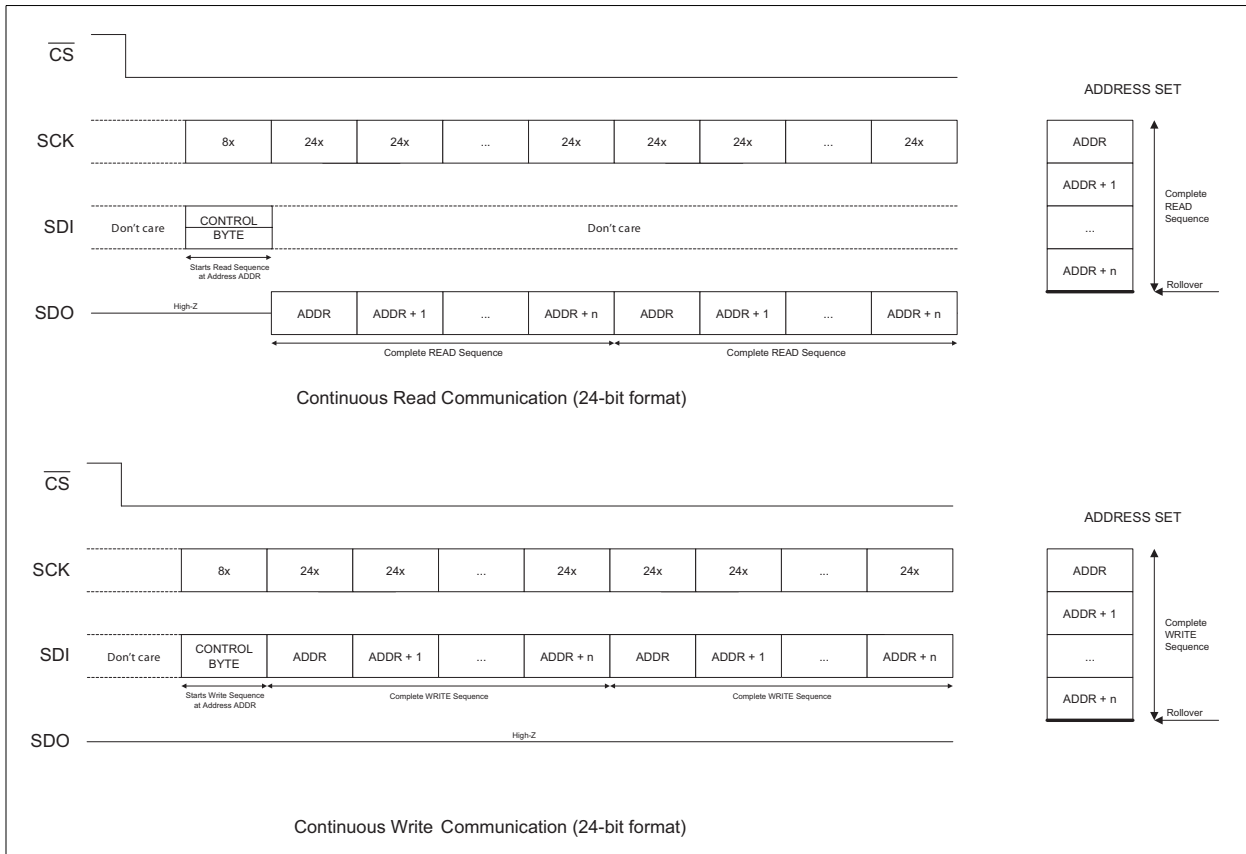 CS
ADDRESS SET
SCK
8x 24x 24x ... 24x 24x 24x ... 24x
ADDR
ADDR + 1
...
ADDR + n
Complete
READ
Sequence
Rollover
SDI
Don't care
CONTROL
BYTE
Don't care
Starts Read Sequence
at Address ADDR
SDO
High-Z
ADDR ADDR + 1 ... ADDR + n ADDR ADDR + 1 ... ADDR + n
Complete READ Sequence Complete READ Sequence
Continuous Read Communication (24-bit format)
CS
ADDRESS SET
SCK
8x 24x 24x ... 24x 24x 24x ... 24x
ADDR
ADDR + 1
...
ADDR + n
Complete
WRITE
Sequence
Rollover
SDI
Don't care
CONTROL
BYTE
ADDR ADDR + 1 ... ADDR + n ADDR ADDR + 1 ... ADDR + n
Starts Write Sequence
at Address ADDR
Complete WRITE Sequence Complete WRITE Sequence
SDO
High-Z
Continuous Write Communication (24-bit format)